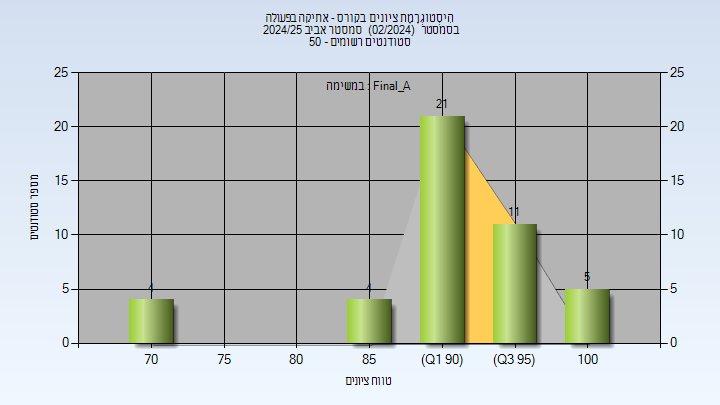 היסטוגרמת ציונים בקורס - אתיקה בפעולה
בסמסטר (02/2024) סמסטר אביב 2024/25
סטודנטים רשומים - 50
במשימה : Final_A
25 25
20 20
15 15
10 10
5 5
0 0
4 4 21 11 5
מספר סטודנטים
70 75 80 85 (Q1 90) (Q3 95) 100
טווח ציונים